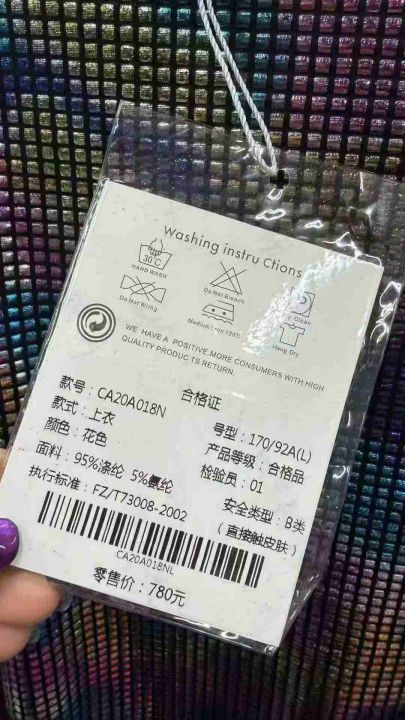 Washing instru Ctions
30 C
HAND WASH
Do Not Bleach
Dry Clean
Do Not Wring
Medium Iron 120℃
Hang Dry
WE HAVE A POSITIVE.MORE CONSUMERS WITH HIGH
QUALITY PRODUC TS RETURN.
合格证
款号：CA20A018N
号型：170/92A(L)
款式：上衣
产品等级：合格品
颜色：花色
检验员：01
面料：95%涤纶 5%氨纶
安全类型：B类
执行标准：FZ/T73008-2002
（直接触皮肤）
CA20A018NL
零售价：780元